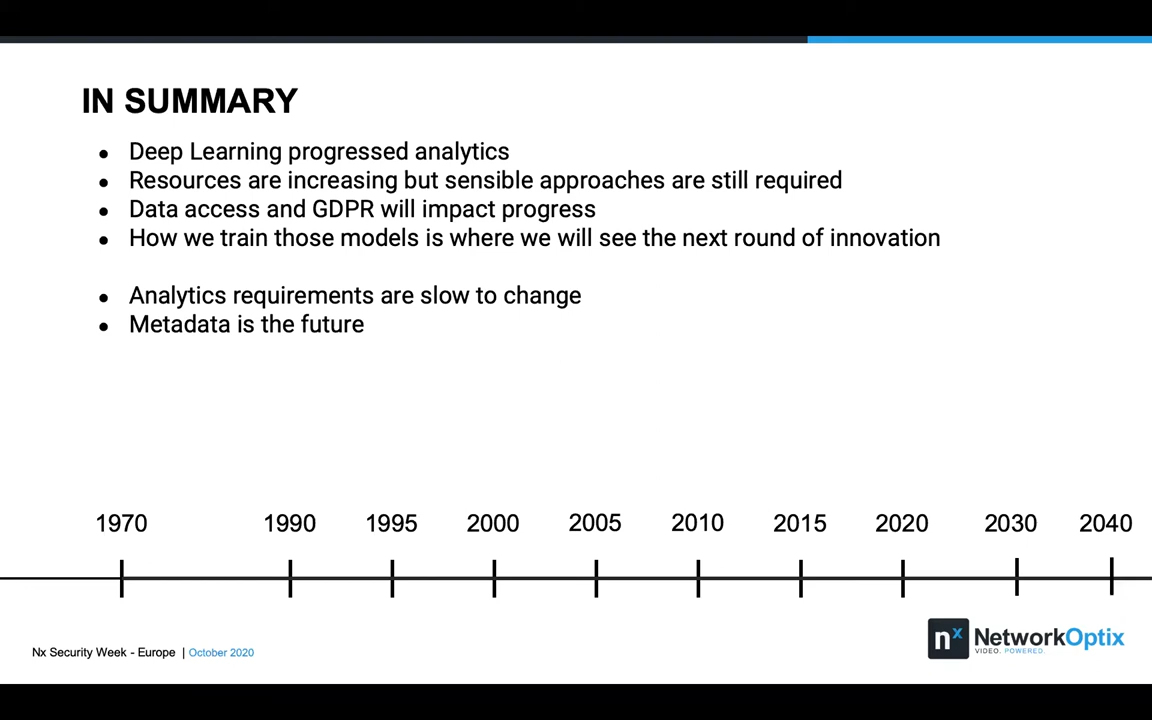 IN SUMMARY
● Deep Learning progressed analytics
● Resources are increasing but sensible approaches are still required
● Data access and GDPR will impact progress
● How we train those models is where we will see the next round of innovation
● Analytics requirements are slow to change
● Metadata is the future
1970 1990 1995 2000 2005 2010 2015 2020 2030 2040
Nx Security Week - Europe | October 2020
nx NetworkOptix
VIDEO. POWERED.